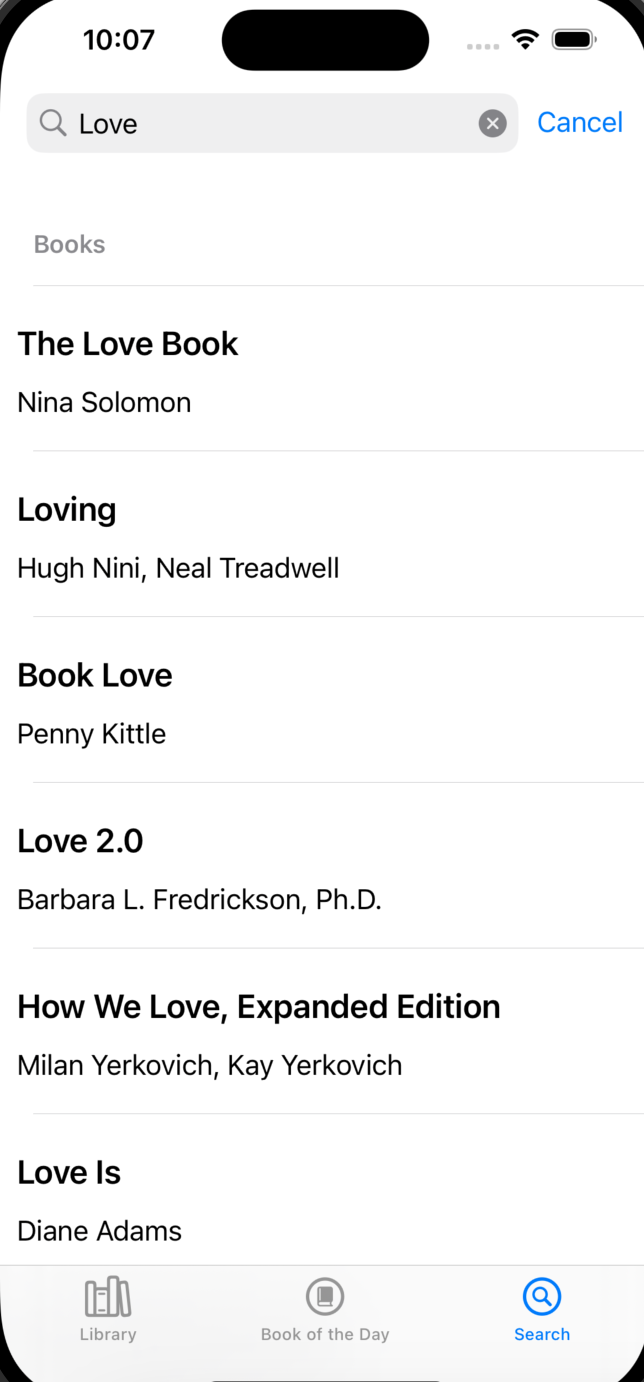 10:07
Love
Cancel
Books
The Love Book
Nina Solomon
Loving
Hugh Nini, Neal Treadwell
Book Love
Penny Kittle
Love 2.0
Barbara L. Fredrickson, Ph.D.
How We Love, Expanded Edition
Milan Yerkovich, Kay Yerkovich
Love Is
Diane Adams
Library
Book of the Day
Search